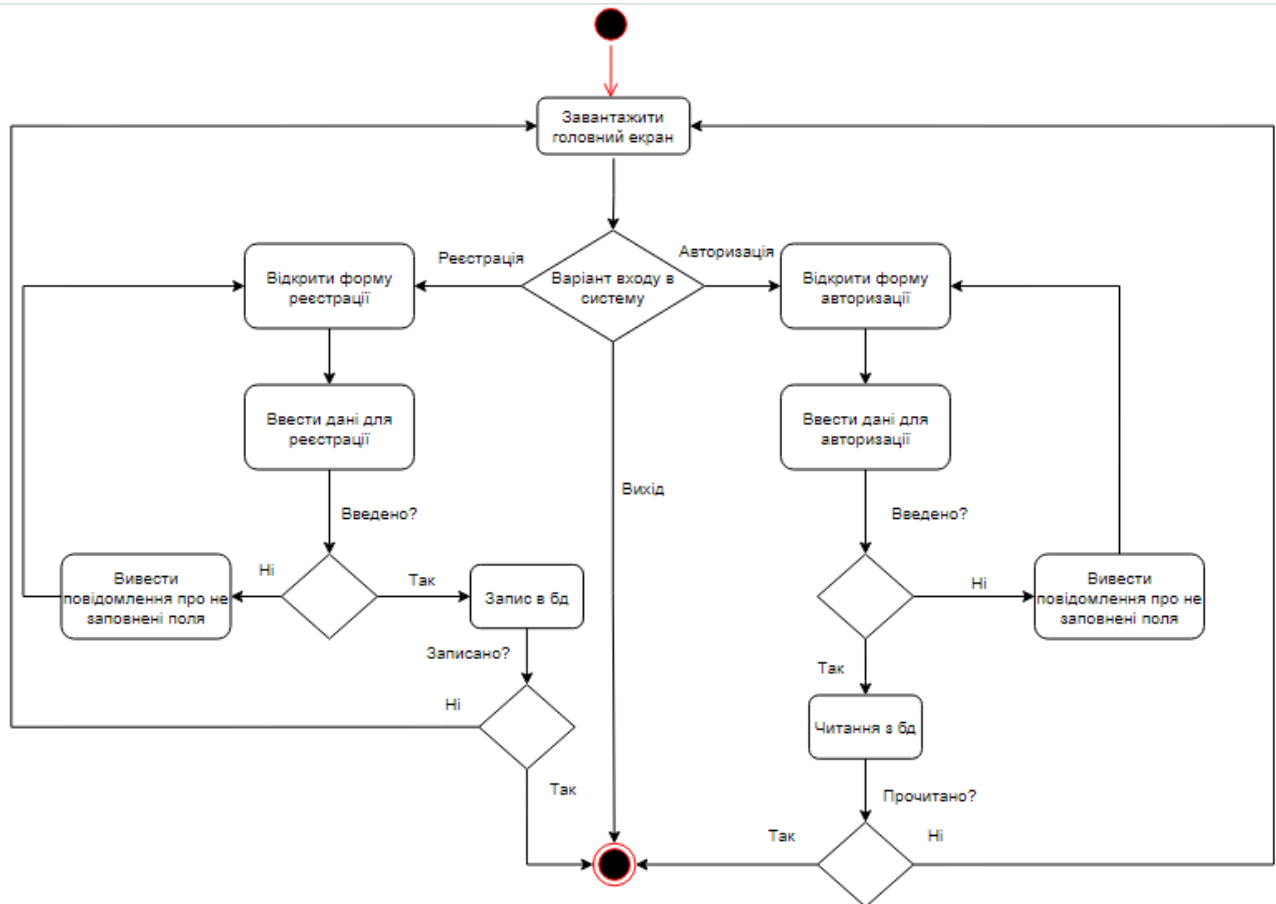 Завантажити
головний екран
Реєстрація
Варіант входу в
систему
Авторизація
Відкрити форму
реєстрації
Відкрити форму
авторизації
Ввести дані для
реєстрації
Ввести дані для
авторизації
Вихід
Введено?
Введено?
Вивести
повідомлення про не
заповнені поля
Ні
Так
Запис в бд
Ні
Вивести
повідомлення про не
заповнені поля
Записано?
Так
Ні
Читання з бд
Так
Прочитано?
Так
Ні